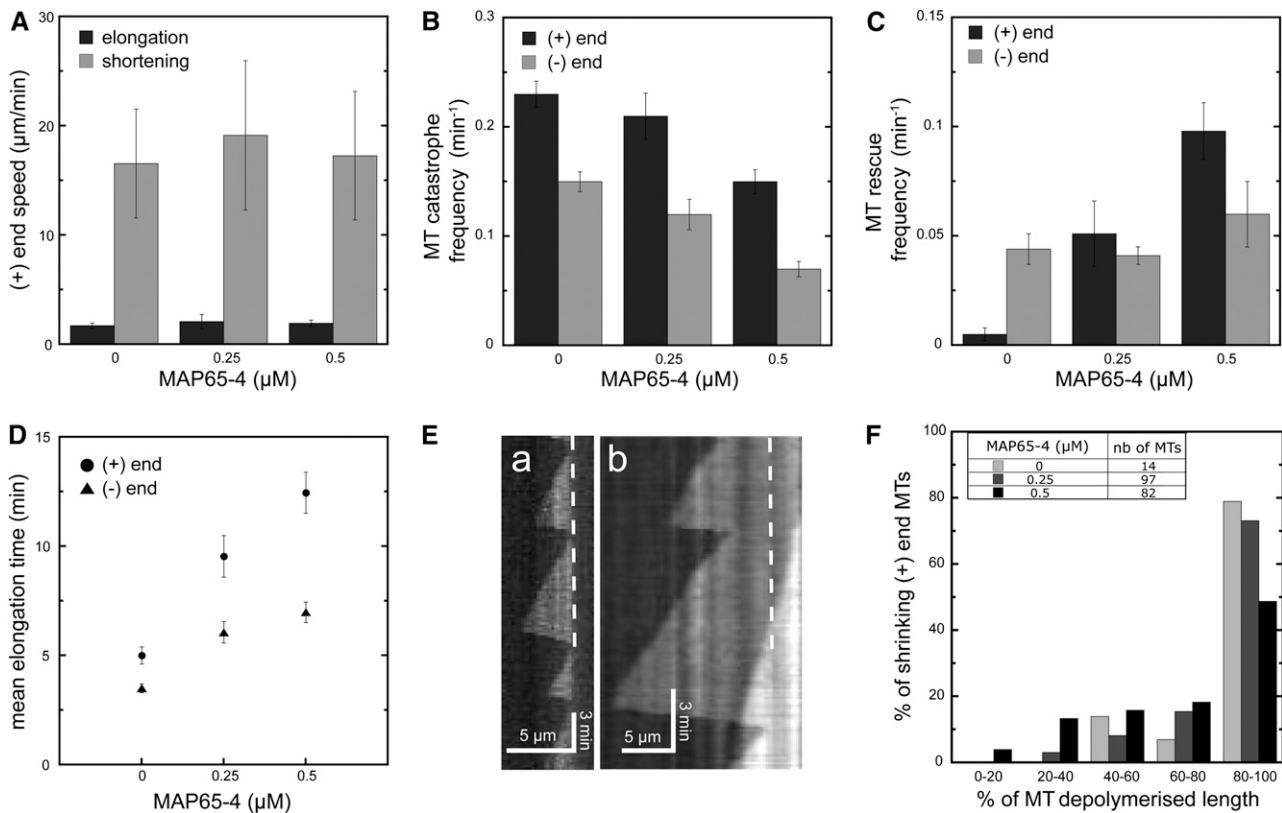 A
30
elongation
shortening
20
10
0
(+) end speed (µm/min)
0
0.25
0.5
MAP65-4 (µM)
B
0.3
(+) end
(-) end
0.2
0.1
0
MT catastrophe
frequency (min-1)
0
0.25
0.5
MAP65-4 (µM)
C
0.15
(+) end
(-) end
0.1
0.05
0
MT rescue
frequency (min-1)
0
0.25
0.5
MAP65-4 (µM)
D
15
(+) end
(-) end
10
5
0
mean elongation time (min)
0
0.25
0.5
MAP65-4 (µM)
E
a
5 µm
3 min
b
5 µm
3 min
F
100
80
60
40
20
0
% of shrinking (+) end MTs
MAP65-4 (µM) nb of MTs
0 14
0.25 97
0.5 82
0-20
20-40
40-60
60-80
80-100
% of MT depolymerised length